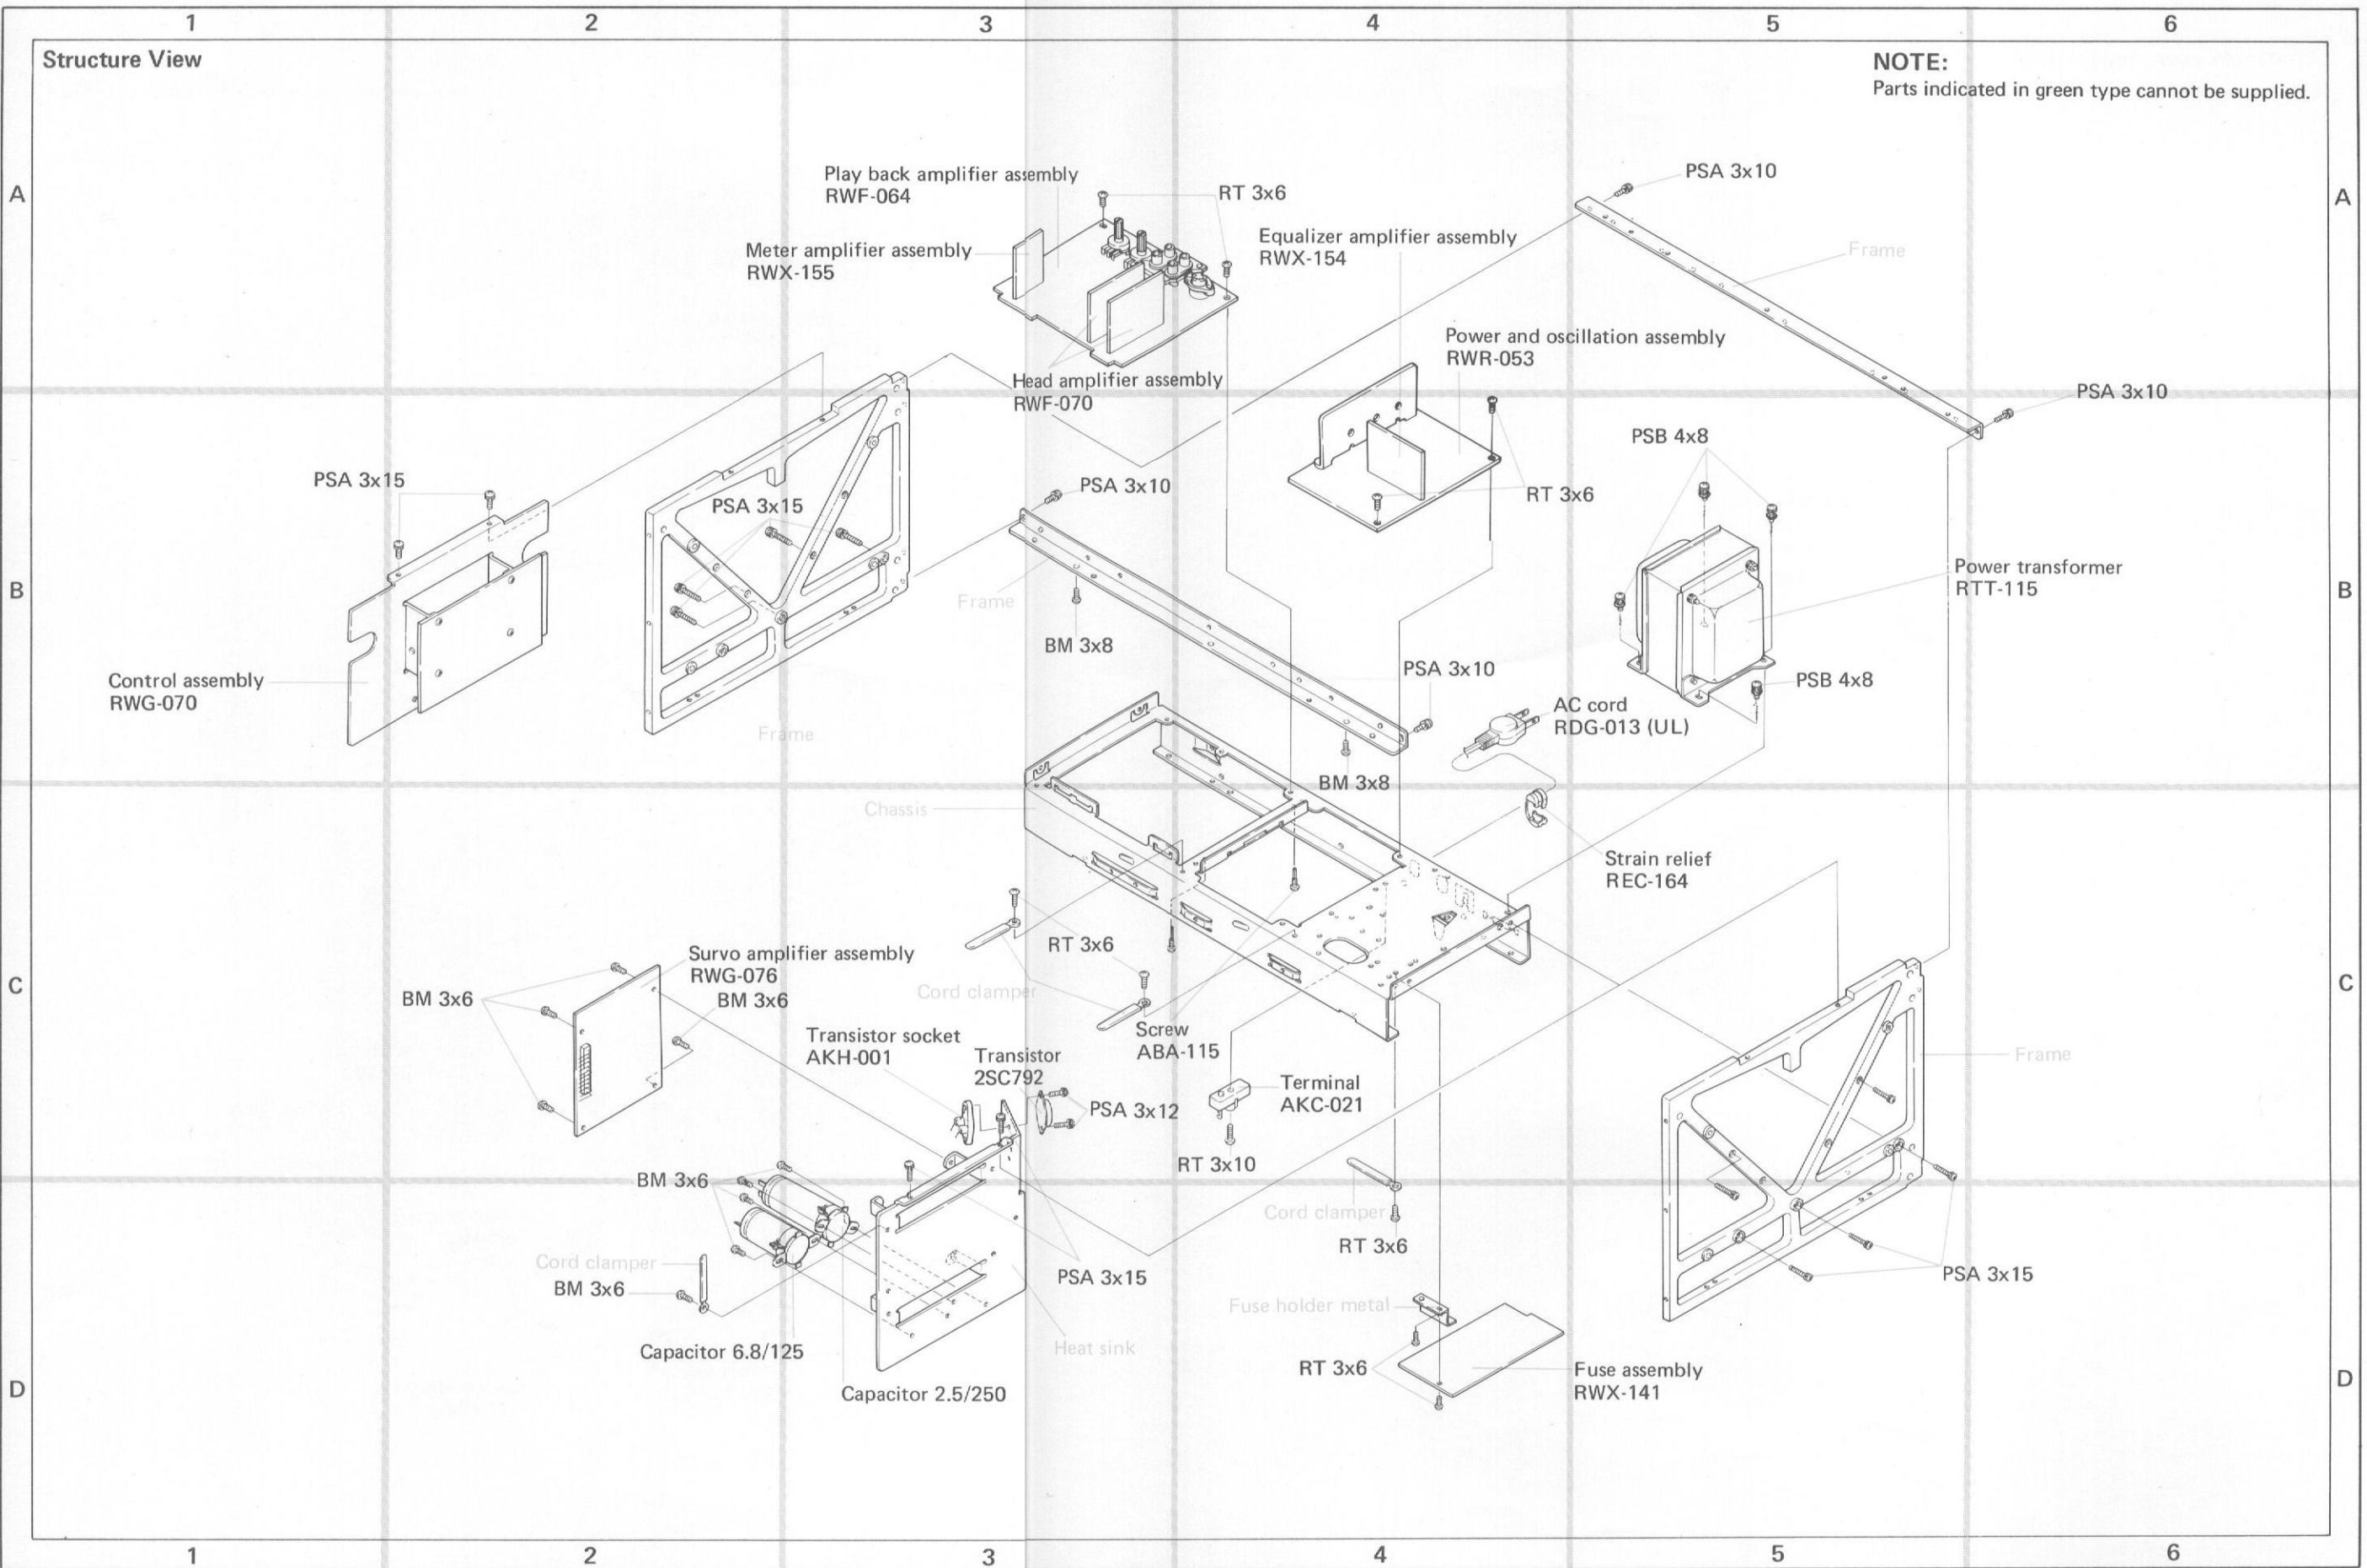 1 2 3 4 5 6
Structure View
NOTE:
Parts indicated in green type cannot be supplied.
A
A
Play back amplifier assembly
RWF-064
RT 3x6
PSA 3x10
Meter amplifier assembly
RWX-155
Equalizer amplifier assembly
RWX-154
Frame
Power and oscillation assembly
RWR-053
Head amplifier assembly
RWF-070
PSA 3x10
PSB 4x8
PSA 3x15
PSA 3x15
PSA 3x10
RT 3x6
B
B
Frame
Power transformer
RTT-115
BM 3x8
PSA 3x10
PSB 4x8
Control assembly
RWG-070
Frame
AC cord
RDG-013 (UL)
BM 3x8
Chassis
Strain relief
REC-164
RT 3x6
Survo amplifier assembly
RWG-076
BM 3x6
BM 3x6
Cord clamper
C
C
Screw
ABA-115
Transistor socket
AKH-001
Transistor
2SC792
Frame
Terminal
AKC-021
PSA 3x12
RT 3x10
BM 3x6
Cord clamper
RT 3x6
Cord clamper
BM 3x6
PSA 3x15
PSA 3x15
Fuse holder metal
Capacitor 6.8/125
Heat sink
RT 3x6
Fuse assembly
RWX-141
Capacitor 2.5/250
D
D
1 2 3 4 5 6